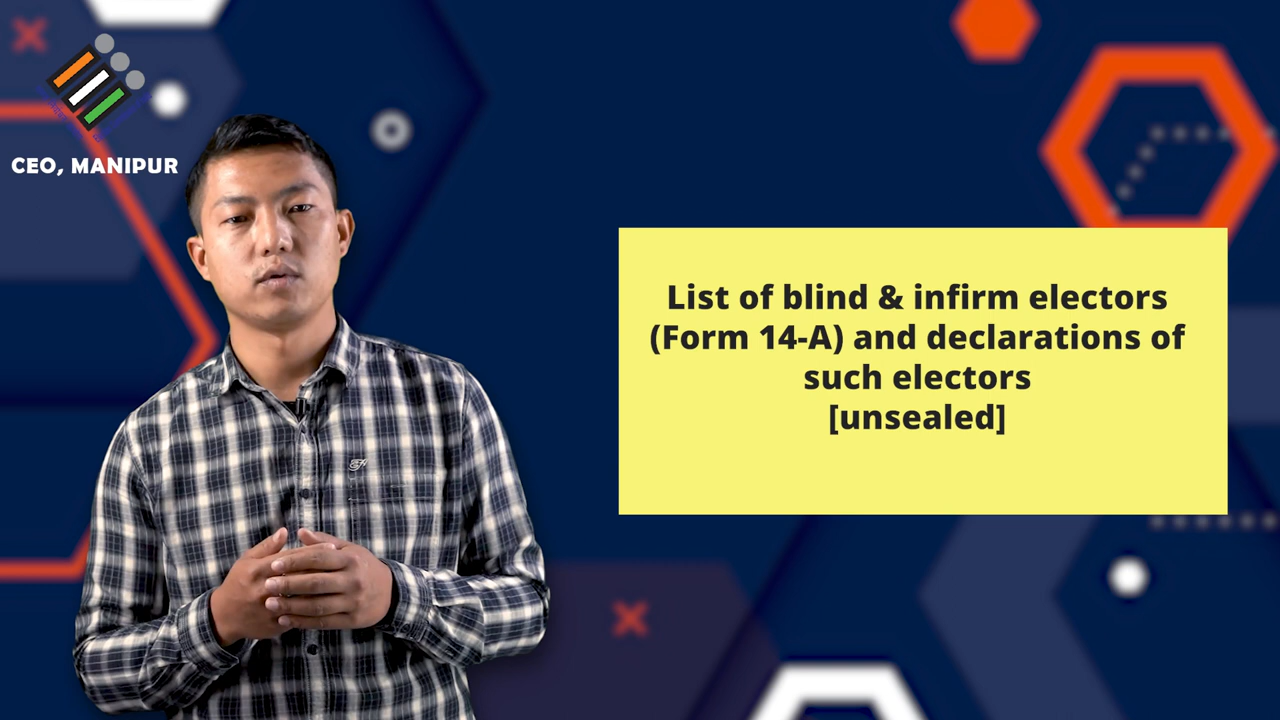 CEO, MANIPUR
List of blind & infirm electors
(Form 14-A) and declarations of
such electors
[unsealed]